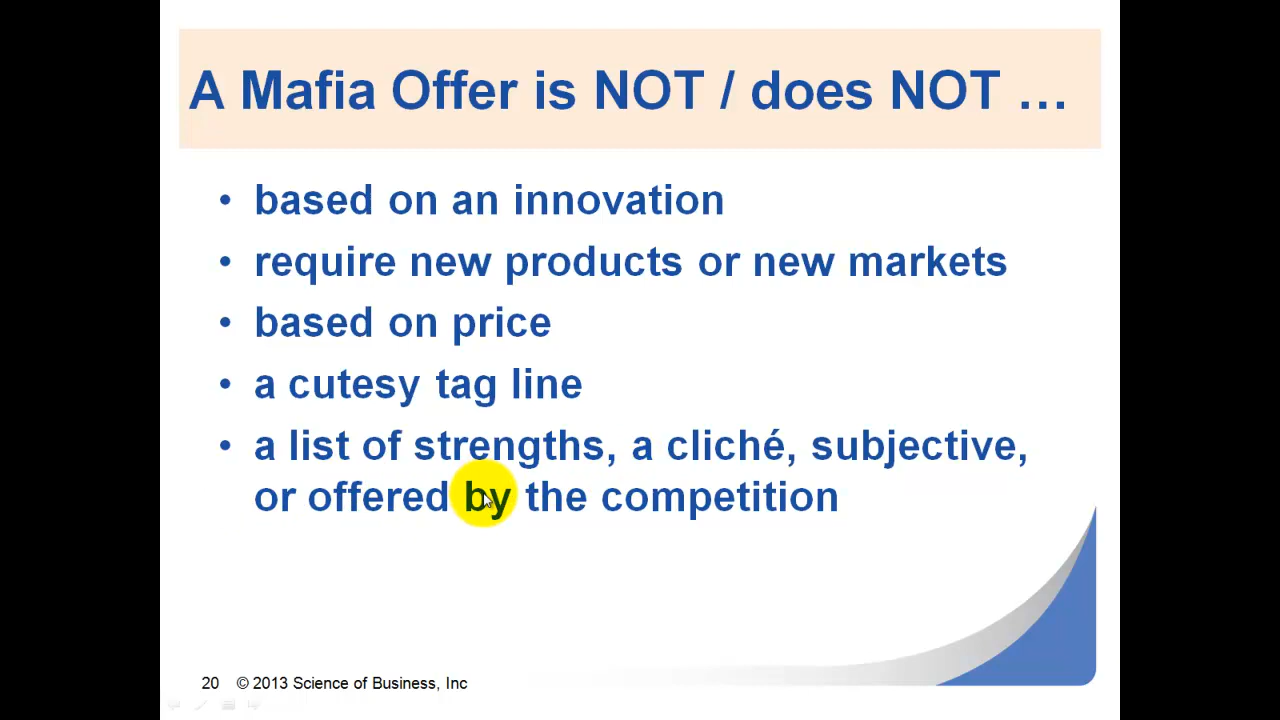 A Mafia Offer is NOT / does NOT …
• based on an innovation
• require new products or new markets
• based on price
• a cutesy tag line
• a list of strengths, a cliché, subjective,
or offered by the competition
20 © 2013 Science of Business, Inc